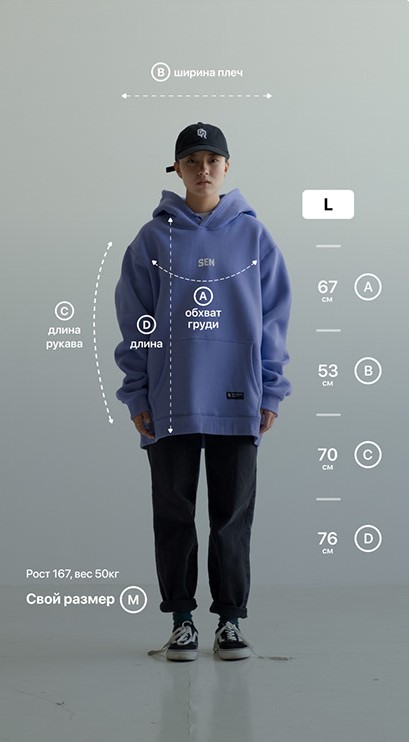 B ширина плеч
L
SEN
67
см
A
A
обхват
груди
C
длина
рукава
D
длина
53
см
B
70
см
C
76
см
D
Рост 167, вес 50кг
Свой размер M